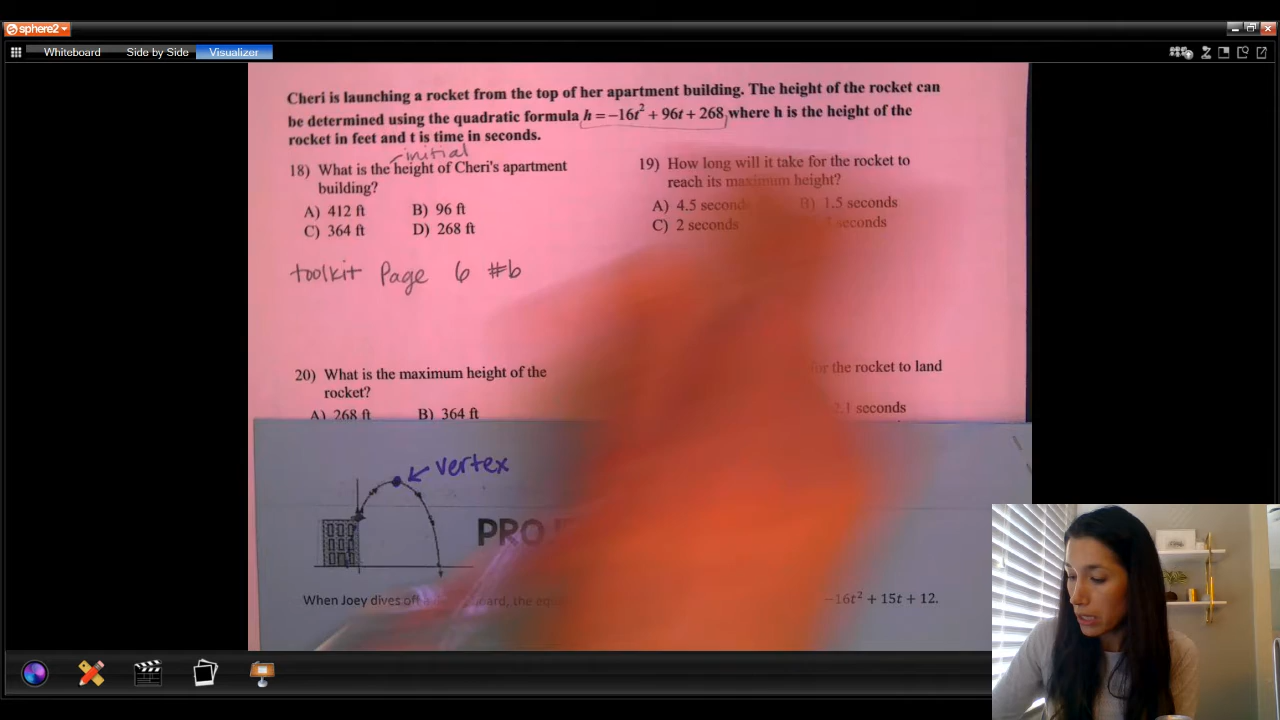 sphere2
Whiteboard Side by Side Visualizer
Cheri is launching a rocket from the top of her apartment building. The height of the rocket can
be determined using the quadratic formula h = −16t² + 96t + 268 where h is the height of the
rocket in feet and t is time in seconds.
initial
18) What is the height of Cheri's apartment
building?
A) 412 ft B) 96 ft
C) 364 ft D) 268 ft
toolkit Page 6 #b
19) How long will it take for the rocket to
reach its maximum height?
A) 4.5 seconds B) 1.5 seconds
C) 2 seconds seconds
20) What is the maximum height of the
rocket?
A) 268 ft B) 364 ft
for the rocket to land
2.1 seconds
vertex
PROJ
When Joey dives off a board, the
−16t² + 15t + 12.